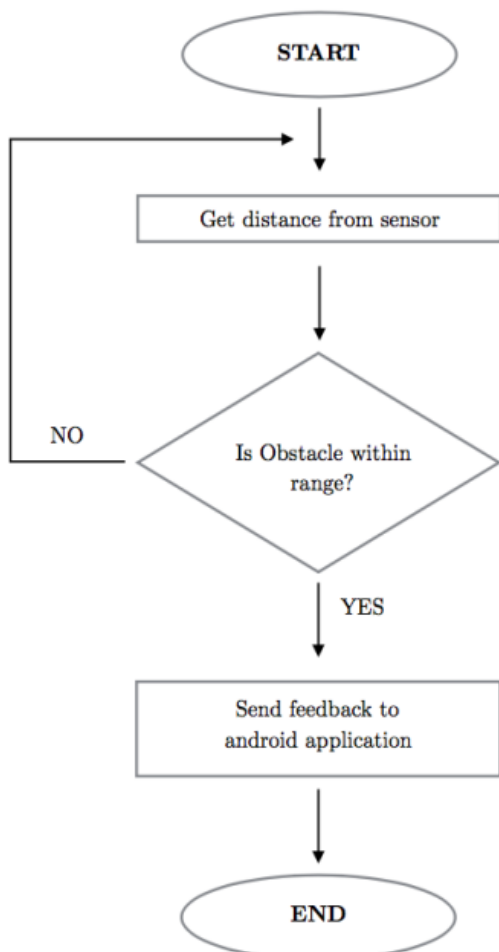 START
Get distance from sensor
Is Obstacle within
range?
NO
YES
Send feedback to
android application
END